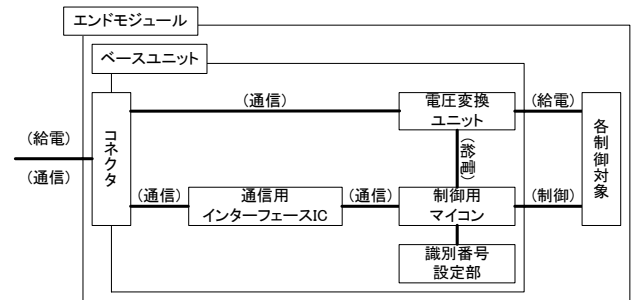 エンドモジュール
ベースユニット
(給電)
(通信)
コネクタ
(通信)
電圧変換
ユニット
(給電)
各制御対象
(給電)
(通信)
通信用
インターフェースIC
(通信)
制御用
マイコン
(制御)
識別番号
設定部